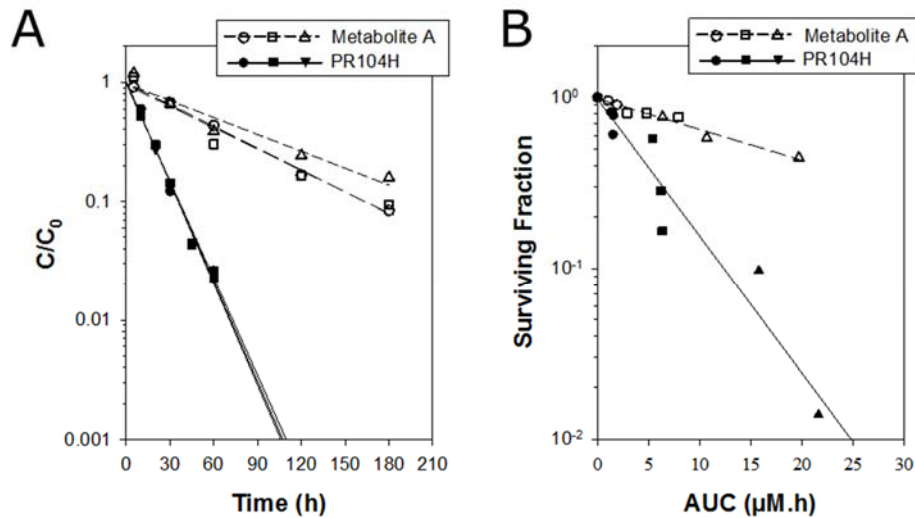 A
Metabolite A
PR104H
C/C0
1
0.1
0.01
0.001
0 30 60 90 120 150 180 210
Time (h)
B
Metabolite A
PR104H
Surviving Fraction
10^0
10^-1
10^-2
0 5 10 15 20 25 30
AUC (µM.h)